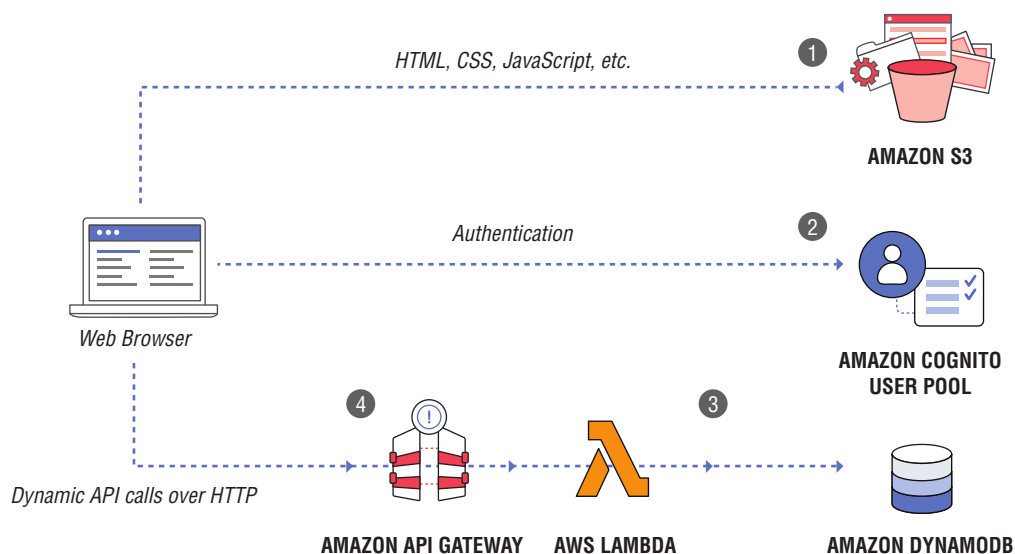 HTML, CSS, JavaScript, etc.
1
AMAZON S3
Authentication
2
Web Browser
AMAZON COGNITO
USER POOL
4
3
Dynamic API calls over HTTP
AMAZON API GATEWAY
AWS LAMBDA
AMAZON DYNAMODB